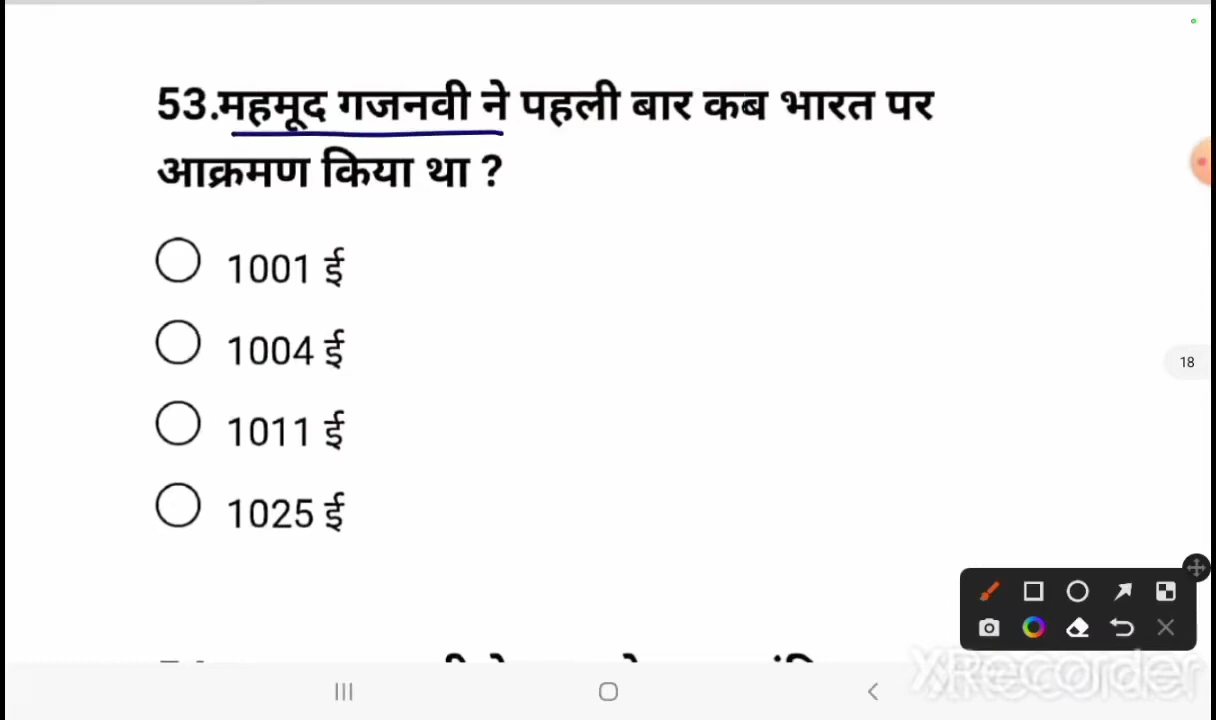 53.महमूद गजनवी ने पहली बार कब भारत पर
आक्रमण किया था ?
1001 ई
1004 ई
1011 ई
1025 ई
18
XRecorder